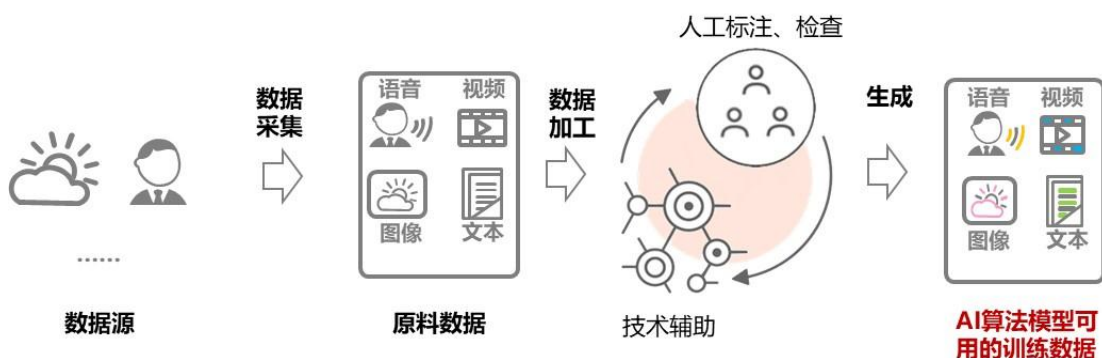 人工标注、检查
数据
采集
语音 视频
图像 文本
数据
加工
生成
语音 视频
图像 文本
......
数据源
原料数据
技术辅助
AI算法模型可
用的训练数据